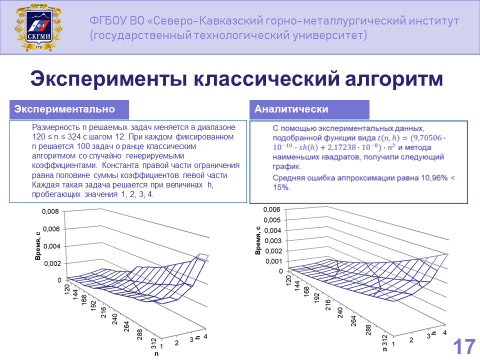 ФГБОУ ВО «Северо-Кавказский горно-металлургический институт
(государственный технологический университет)
СКГМИ
Эксперименты классический алгоритм
Экспериментально
Размерность n решаемых задач меняется в диапазоне
120 ≤ n ≤ 324 с шагом 12. При каждом фиксированном
n решается 100 задач о ранце классическим
алгоритмом со случайно генерируемыми
коэффициентами. Константа правой части ограничения
равна половине суммы коэффициентов левой части.
Каждая такая задача решается при величинах h,
пробегающих значения 1, 2, 3, 4.
Аналитически
С помощью экспериментальных данных,
подобранной функции вида t(n, h) = (9,70506 ·
10⁻¹⁰ · sh(h) + 2,17238 · 10⁻⁸) · n² и метода
наименьших квадратов, получили следующий
график.
Средняя ошибка аппроксимации равна 10,96% <
15%.
Время, с
0,008
0,006
0,004
0,002
0
120
144
168
192
216
240
264
288
312
n
1
2
3
4
h
Время, с
0,006
0,005
0,004
0,003
0,002
0,001
0
120
144
168
192
216
240
264
288
312
n
1
2
3
4
h
17